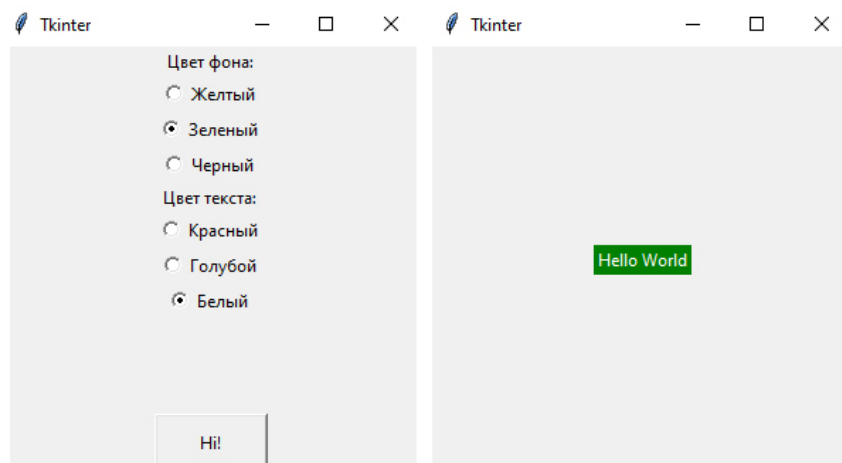 Tkinter
Цвет фона:
Желтый
Зеленый
Черный
Цвет текста:
Красный
Голубой
Белый
Hi!
Tkinter
Hello World